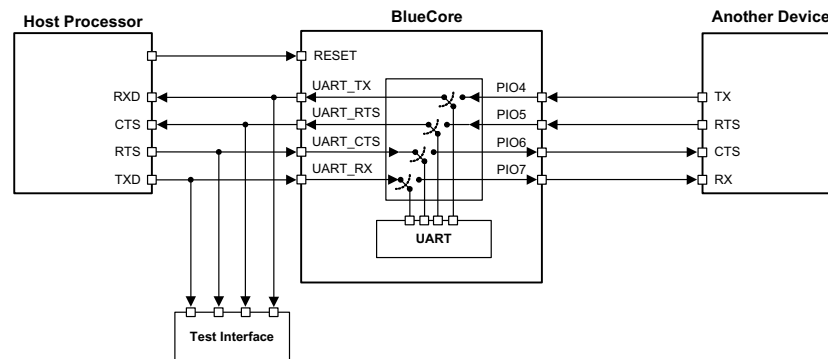 Host Processor
BlueCore
Another Device
RESET
RXD
UART_TX
PIO4
TX
CTS
UART_RTS
PIO5
RTS
RTS
UART_CTS
PIO6
CTS
TXD
UART_RX
PIO7
RX
UART
Test Interface